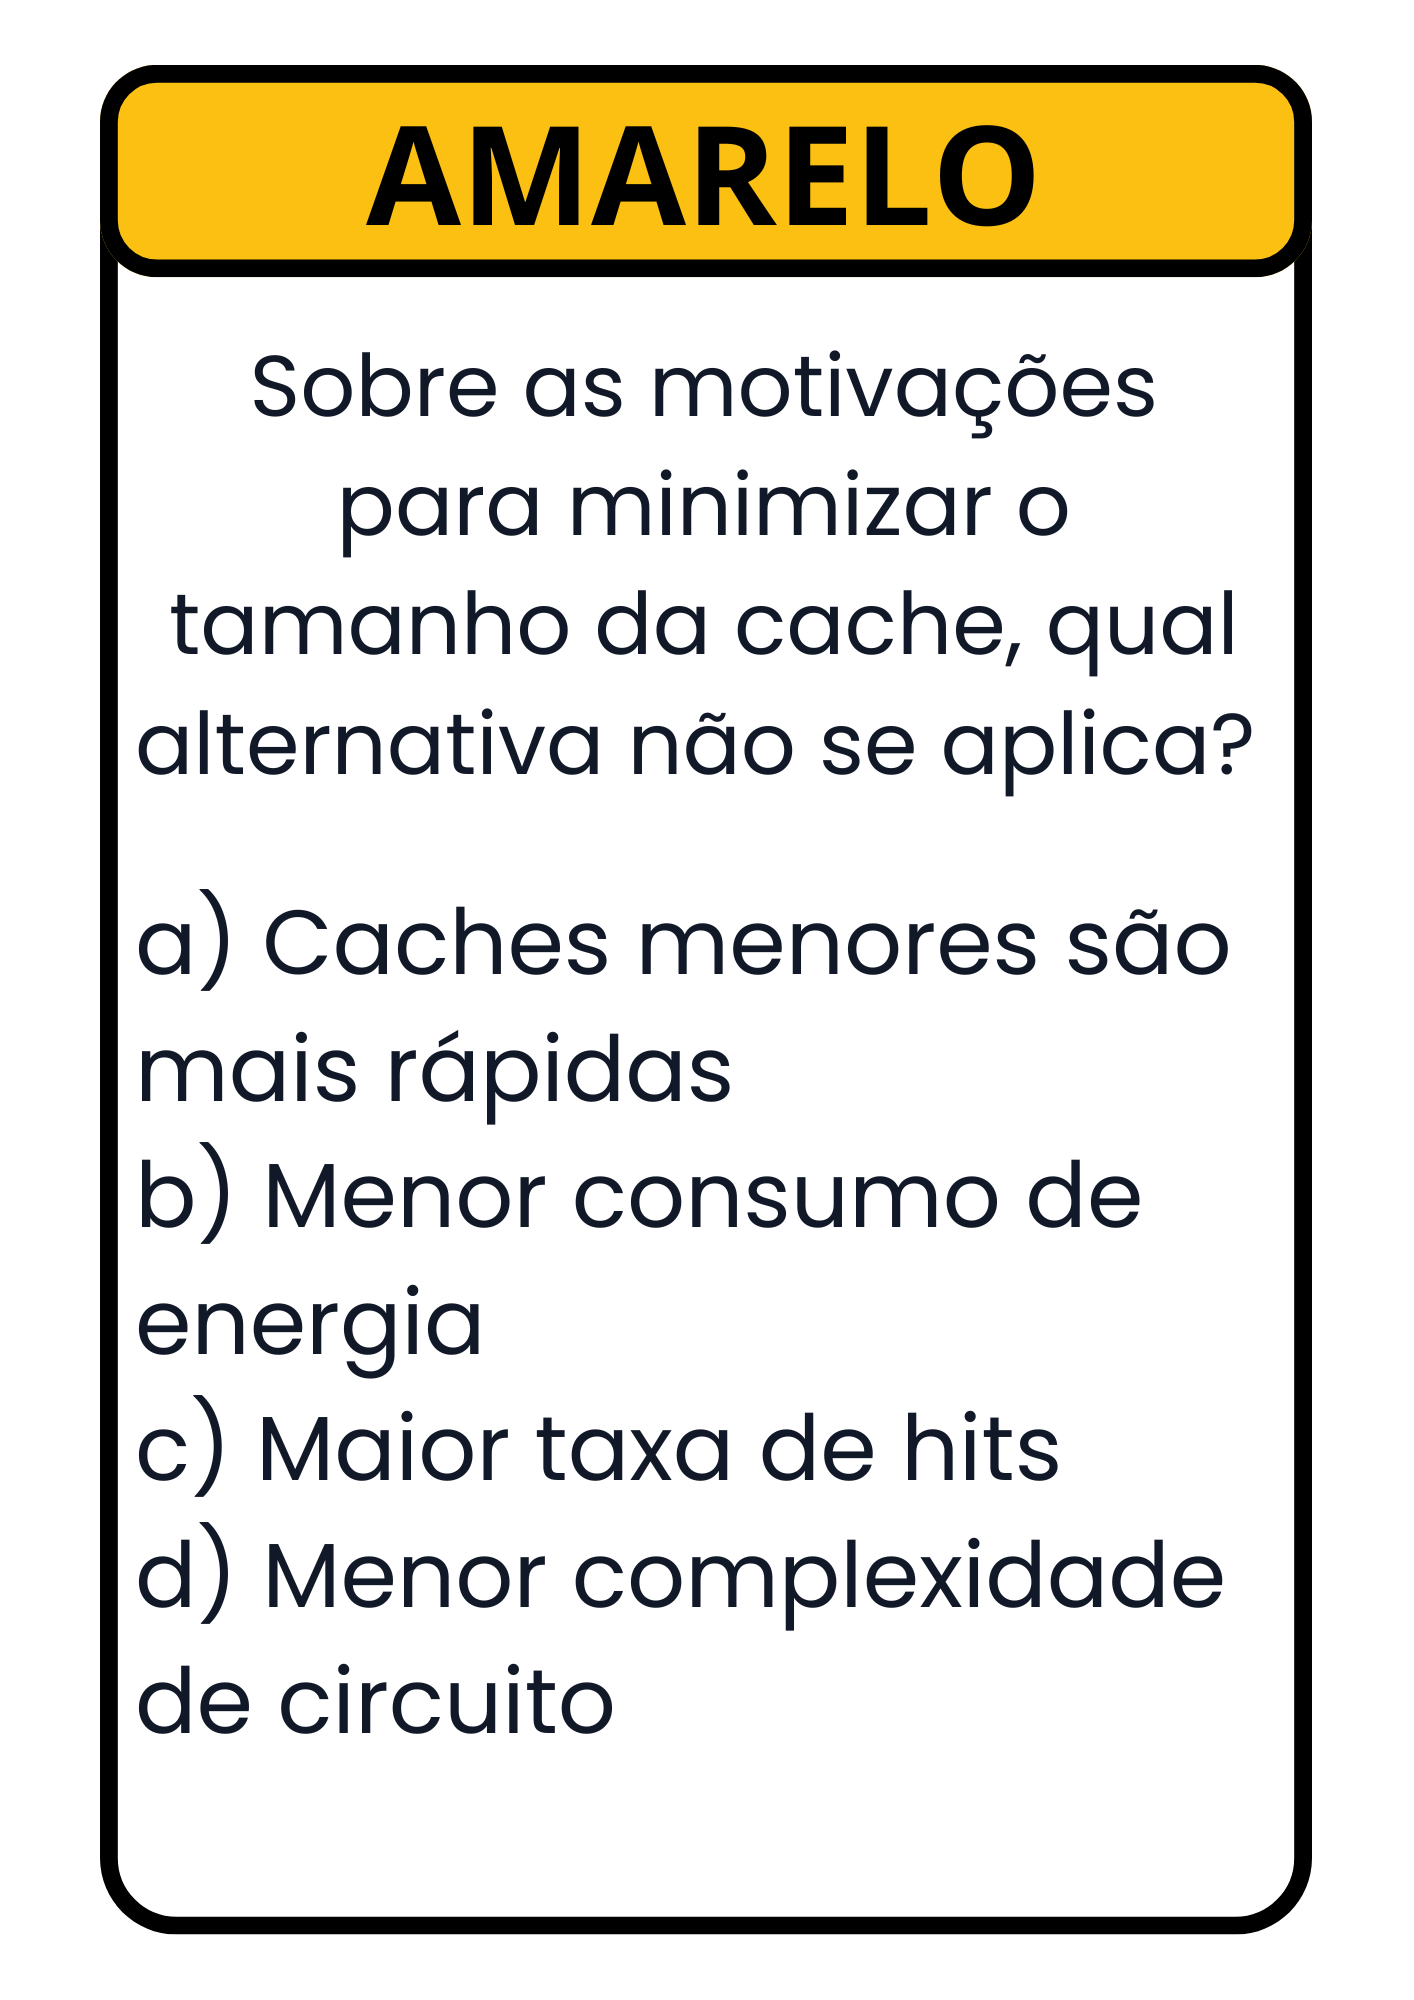 AMARELO
Sobre as motivações
para minimizar o
tamanho da cache, qual
alternativa não se aplica?
a) Caches menores são
mais rápidas
b) Menor consumo de
energia
c) Maior taxa de hits
d) Menor complexidade
de circuito